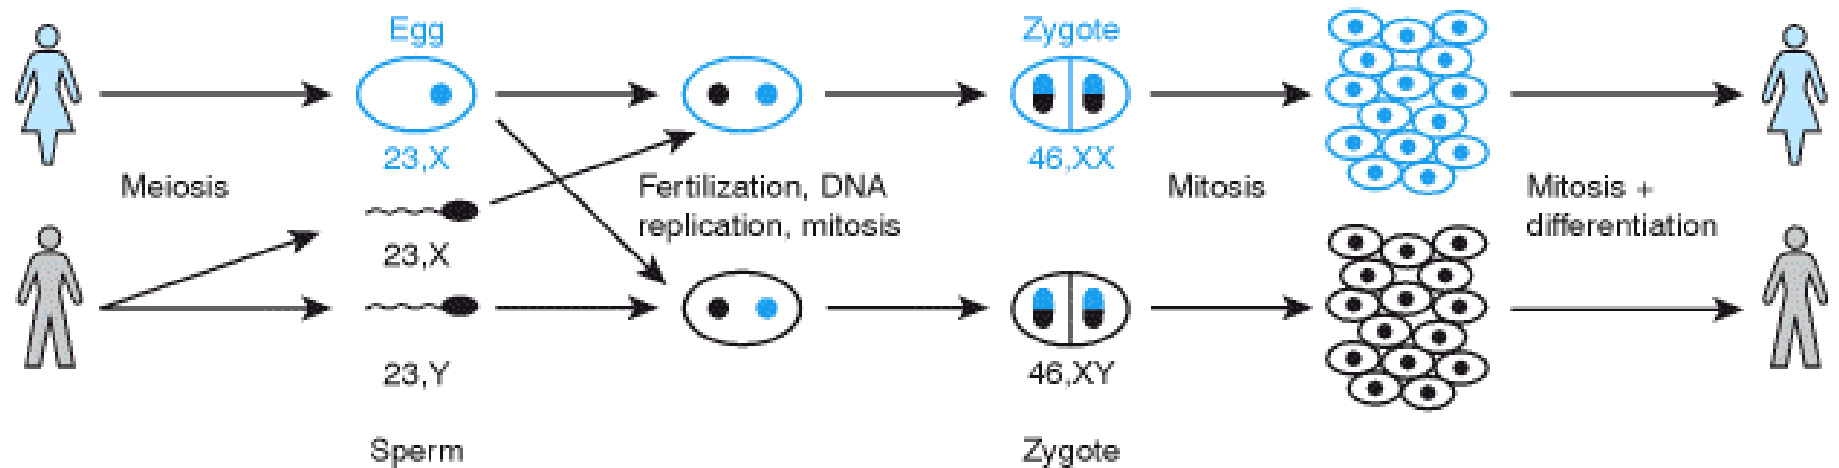 Egg
Zygote
23,X
46,XX
Meiosis
Fertilization, DNA
replication, mitosis
Mitosis
Mitosis +
differentiation
23,X
23,Y
46,XY
Sperm
Zygote